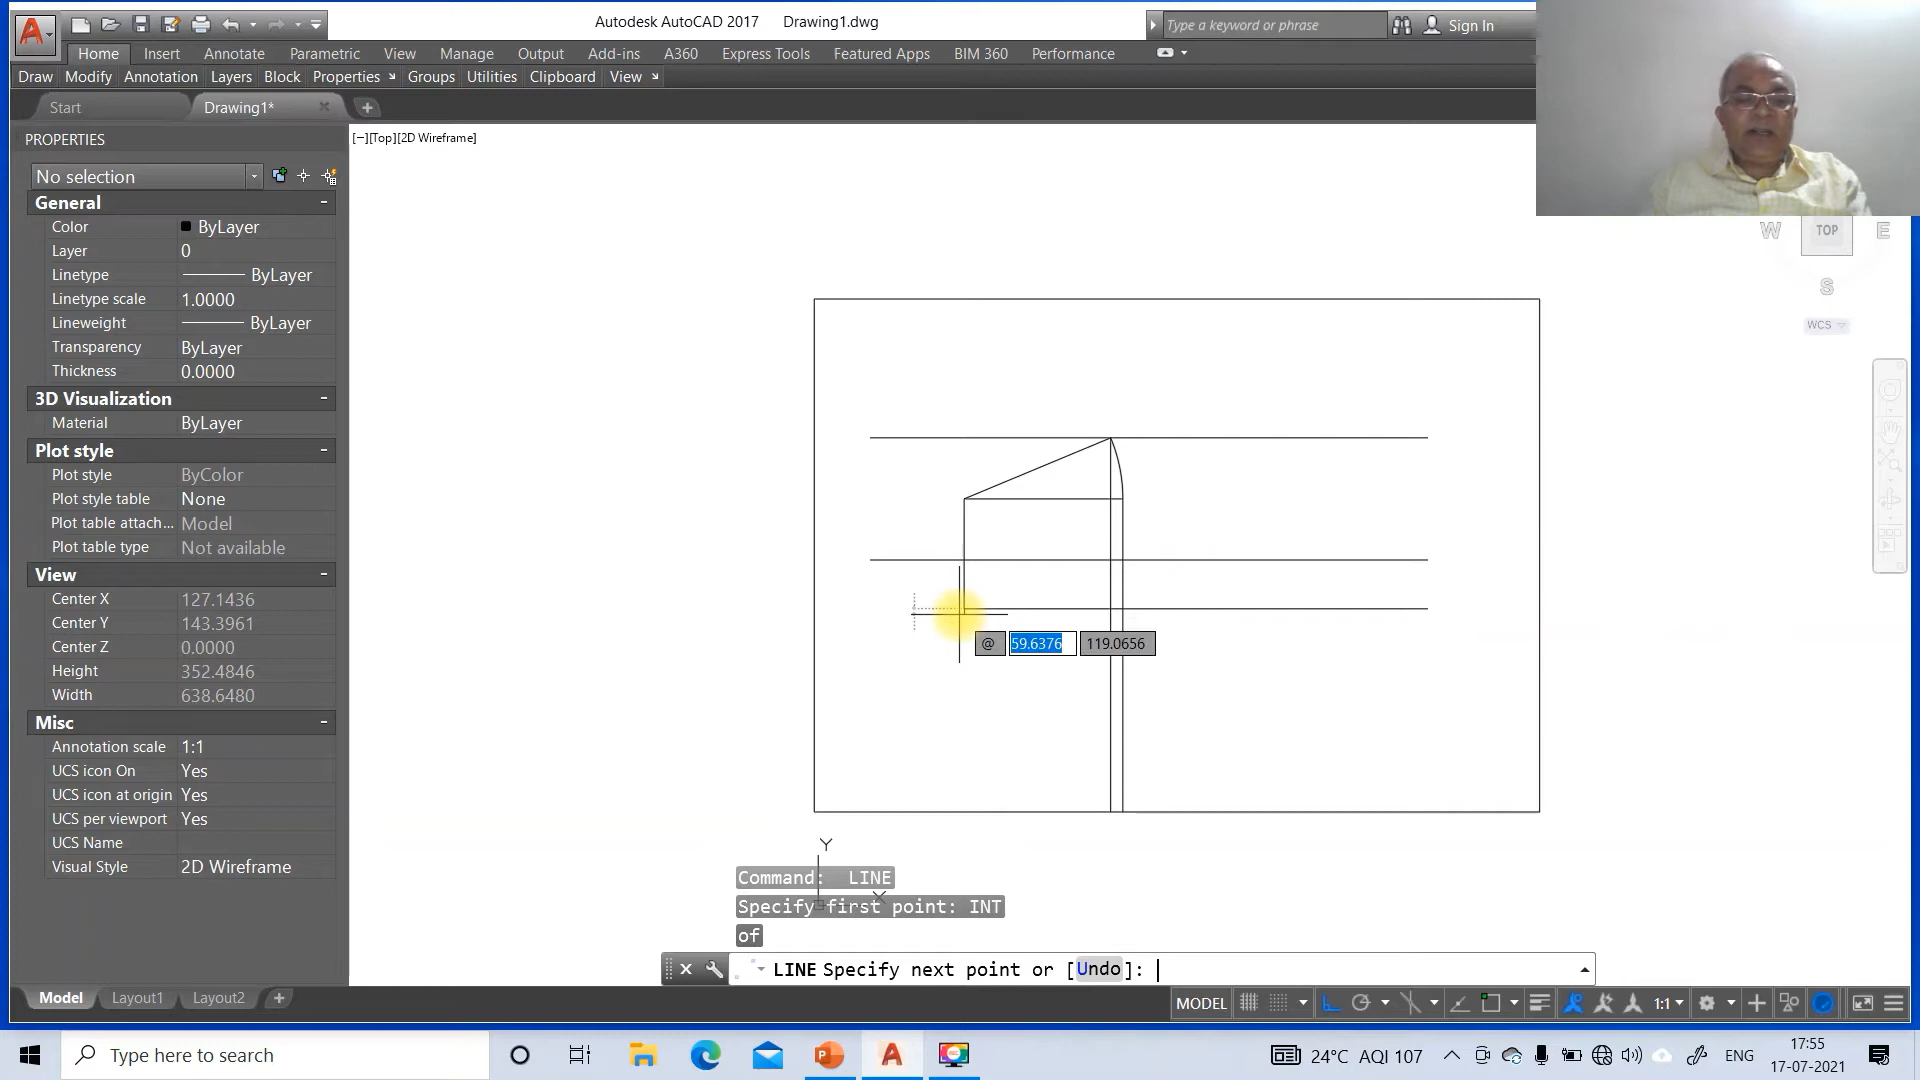 Autodesk AutoCAD 2017 Drawing1.dwg
Type a keyword or phrase
Sign In
Home Insert Annotate Parametric View Manage Output Add-ins A360 Express Tools Featured Apps BIM 360 Performance
Draw Modify Annotation Layers Block Properties Groups Utilities Clipboard View
Start Drawing1*
PROPERTIES
[−][Top][2D Wireframe]
No selection
General
Color ByLayer
Layer 0
Linetype ByLayer
Linetype scale 1.0000
Lineweight ByLayer
Transparency ByLayer
Thickness 0.0000
3D Visualization
Material ByLayer
Plot style
Plot style ByColor
Plot style table None
Plot table attach... Model
Plot table type Not available
View
Center X 127.1436
Center Y 143.3961
Center Z 0.0000
Height 352.4846
Width 638.6480
Misc
Annotation scale 1:1
UCS icon On Yes
UCS icon at origin Yes
UCS per viewport Yes
UCS Name
Visual Style 2D Wireframe
W TOP E
S
WCS
@ 59.6376 119.0656
Y
X
Command: LINE
Specify first point: INT
of
LINE Specify next point or [Undo]:
Model Layout1 Layout2
MODEL 1:1
Type here to search
24°C AQI 107 ENG
17:55
17-07-2021